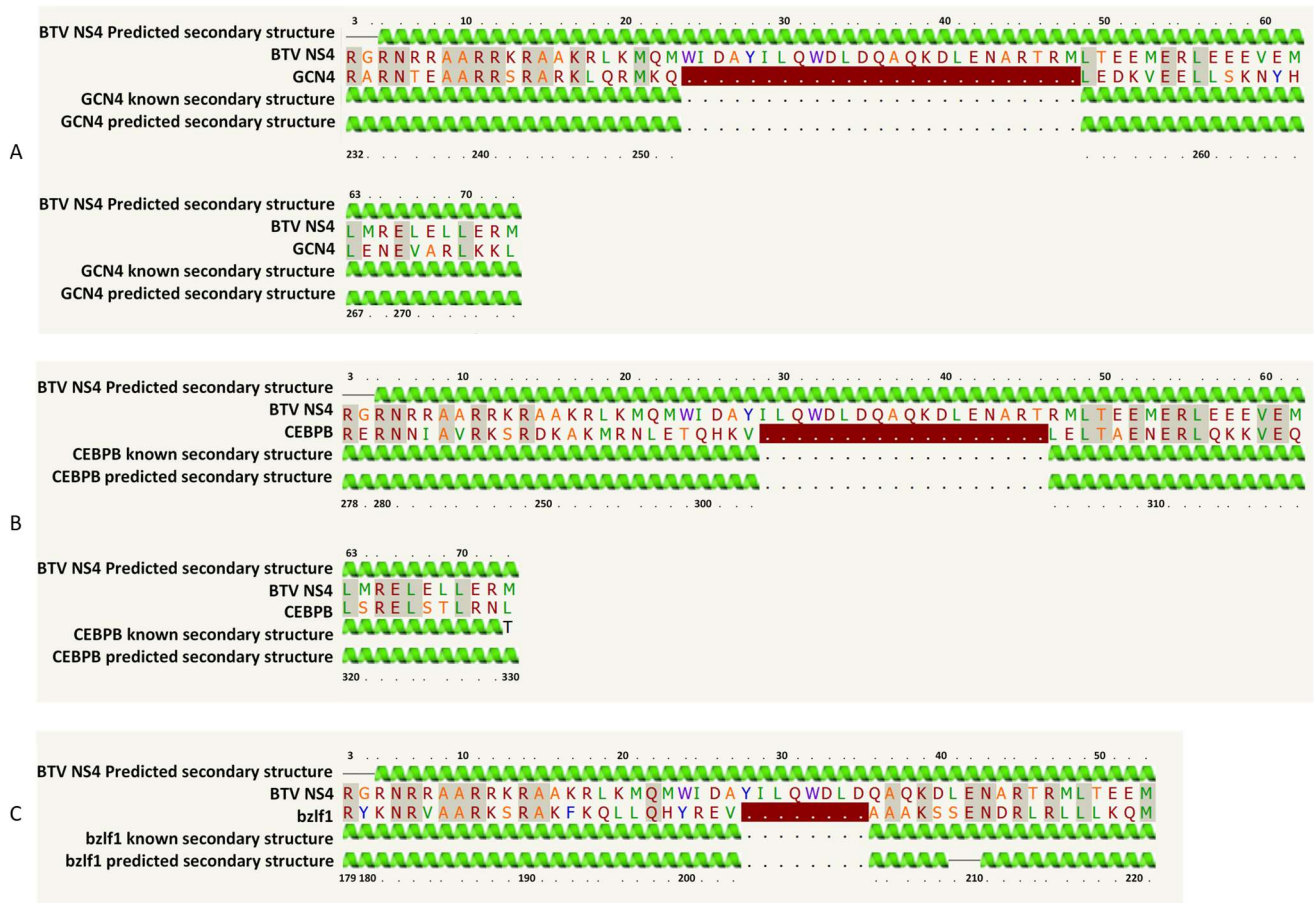 3 10 20 30 40 50 60
BTV NS4 Predicted secondary structure
BTV NS4 R G R N R R A A R R K R A A K R L K M Q M W I D A Y I L Q W D L D Q A Q K D L E N A R T R M L T E E M E R L E E E V E M
GCN4 R A R N T E A A R R S R A R K L Q R M K Q . . . . . . . . . . . . . . . . . . . . . . . . . L E D K V E E L L S K N Y H
GCN4 known secondary structure
GCN4 predicted secondary structure
A
232 240 250 260
63 70
BTV NS4 Predicted secondary structure
BTV NS4 L M R E L E L L E R M
GCN4 L E N E V A R L K K L
GCN4 known secondary structure
GCN4 predicted secondary structure
267 270
3 10 20 30 40 50 60
BTV NS4 Predicted secondary structure
BTV NS4 R G R N R R A A R R K R A A K R L K M Q M W I D A Y I L Q W D L D Q A Q K D L E N A R T R M L T E E M E R L E E E V E M
CEBPB R E R N N I A V R K S R D K A K M R N L E T Q H K V . . . . . . . . . . . . . . . . . . L E L T A E N E R L Q K K V E Q
CEBPB known secondary structure
CEBPB predicted secondary structure
278 280 250 300 310
B
63 70
BTV NS4 Predicted secondary structure
BTV NS4 L M R E L E L L E R M
CEBPB L S R E L S T L R N L
CEBPB known secondary structure T
CEBPB predicted secondary structure
320 330
3 10 20 30 40 50
BTV NS4 Predicted secondary structure
BTV NS4 R G R N R R A A R R K R A A K R L K M Q M W I D A Y I L Q W D L D Q A Q K D L E N A R T R M L T E E M
C
bzlf1 R Y K N R V A A R K S R A K F K Q L L Q H Y R E V . . . . . . . . A A A K S S E N D R L R L L L K Q M
bzlf1 known secondary structure
bzlf1 predicted secondary structure
179 180 190 200 210 220